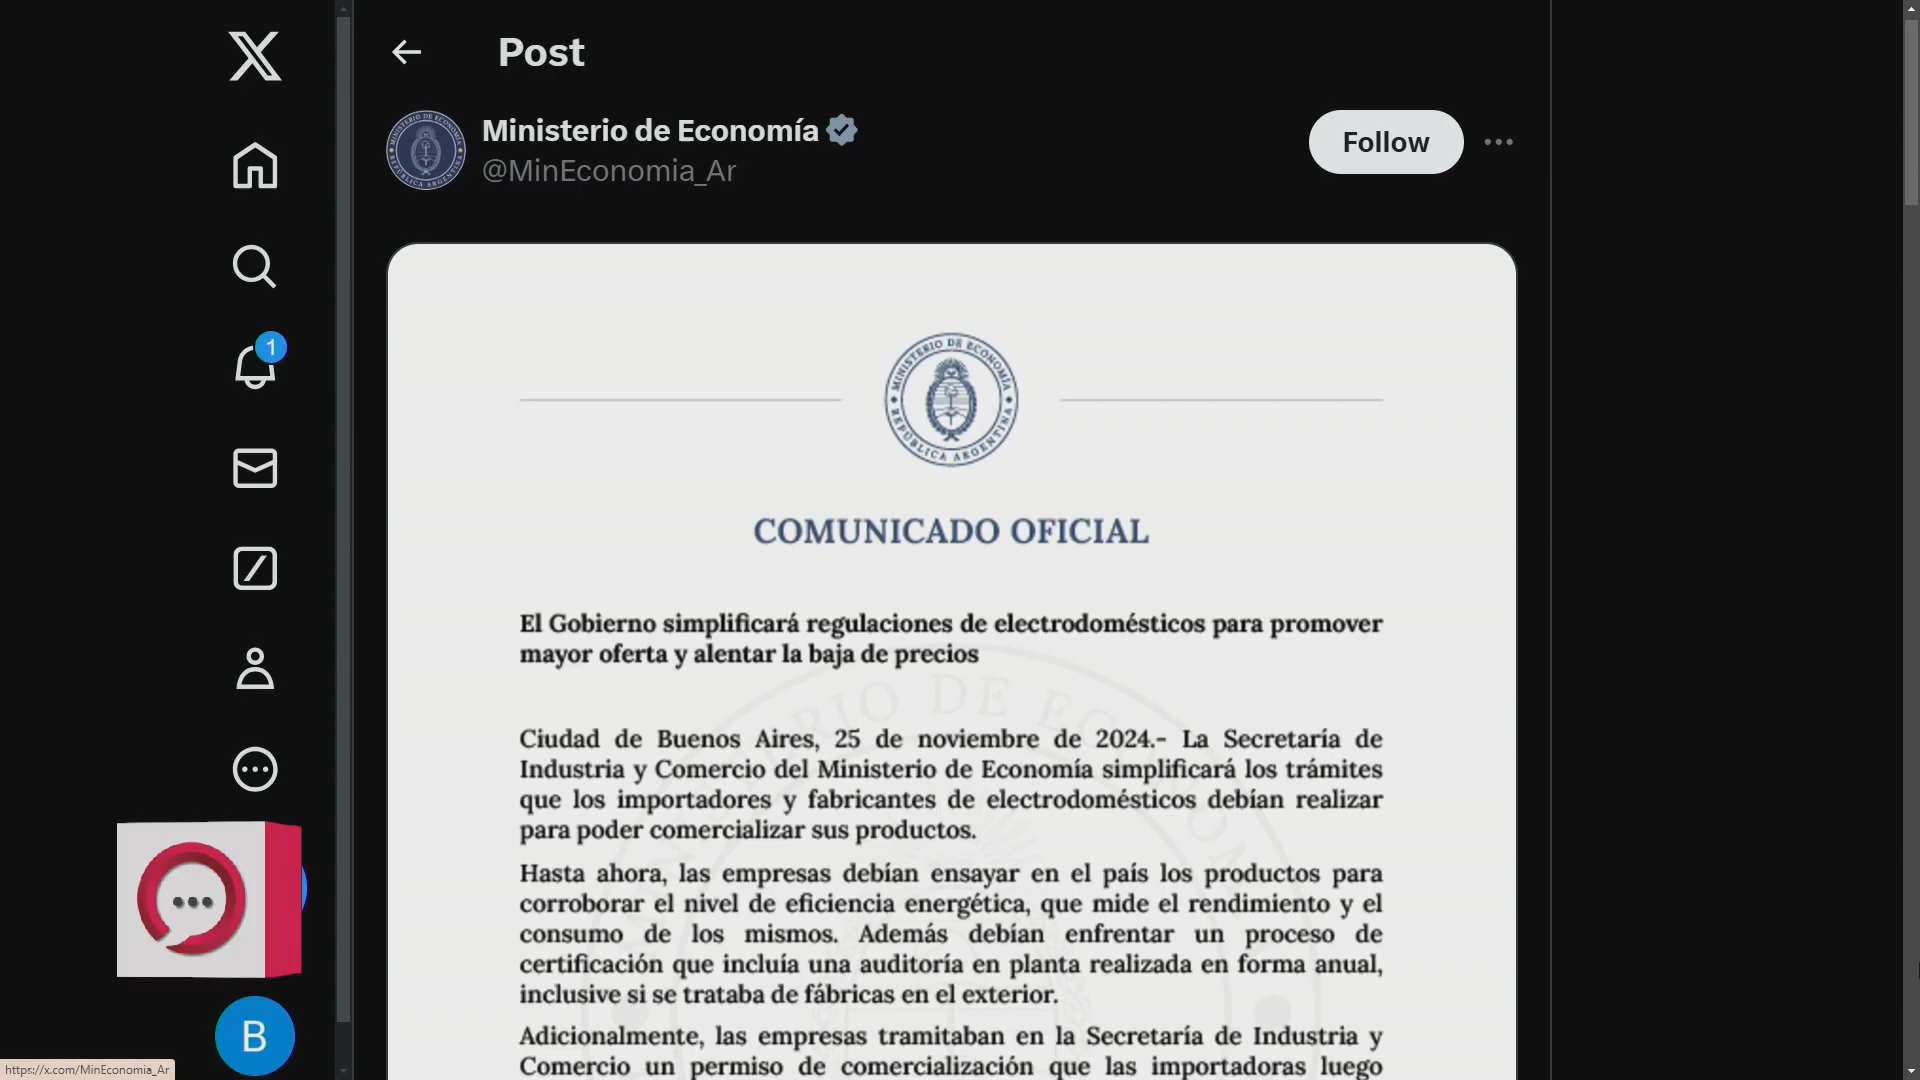 Post
Ministerio de Economía
@MinEconomia_Ar
Follow
1
MINISTERIO DE ECONOMÍA
REPÚBLICA ARGENTINA
COMUNICADO OFICIAL
El Gobierno simplificará regulaciones de electrodomésticos para promover
mayor oferta y alentar la baja de precios
Ciudad de Buenos Aires, 25 de noviembre de 2024.- La Secretaría de
Industria y Comercio del Ministerio de Economía simplificará los trámites
que los importadores y fabricantes de electrodomésticos debían realizar
para poder comercializar sus productos.
Hasta ahora, las empresas debían ensayar en el país los productos para
corroborar el nivel de eficiencia energética, que mide el rendimiento y el
consumo de los mismos. Además debían enfrentar un proceso de
certificación que incluía una auditoría en planta realizada en forma anual,
inclusive si se trataba de fábricas en el exterior.
Adicionalmente, las empresas tramitaban en la Secretaría de Industria y
Comercio un permiso de comercialización que las importadoras luego
B
https://x.com/MinEconomia_Ar